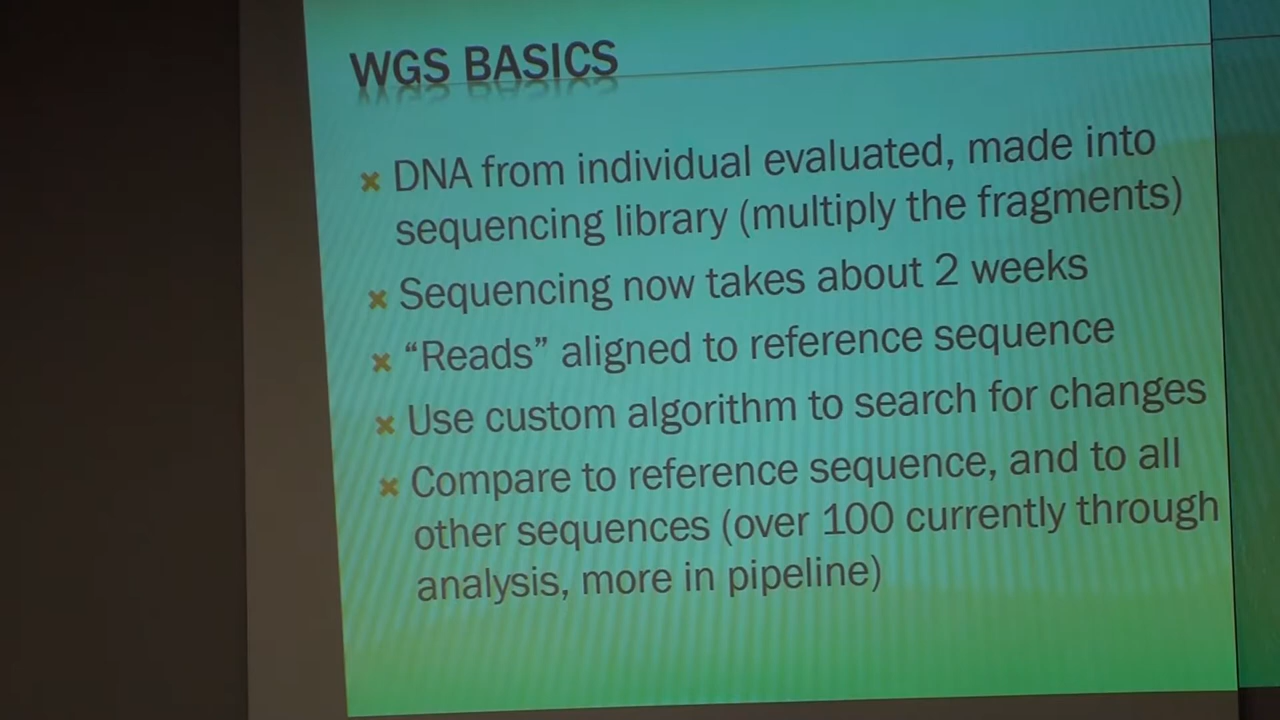 WGS BASICS
DNA from individual evaluated, made into
sequencing library (multiply the fragments)
Sequencing now takes about 2 weeks
“Reads” aligned to reference sequence
Use custom algorithm to search for changes
Compare to reference sequence, and to all
other sequences (over 100 currently through
analysis, more in pipeline)